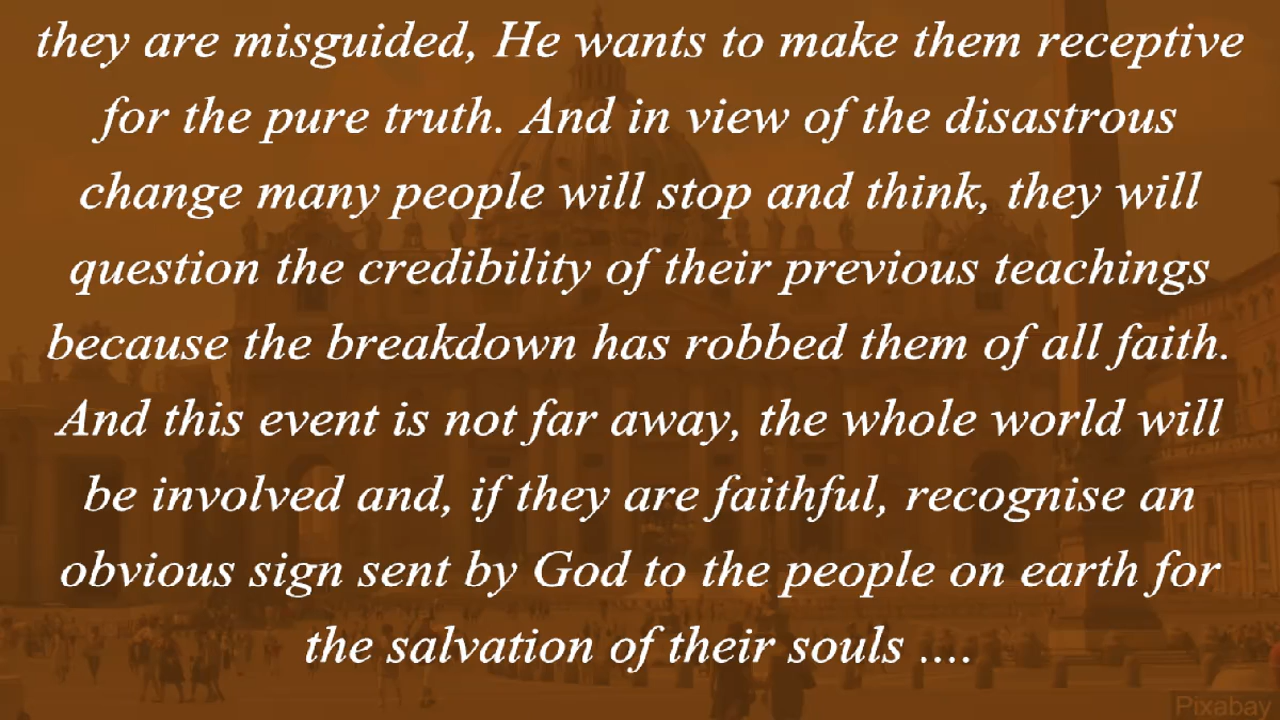 they are misguided, He wants to make them receptive
for the pure truth. And in view of the disastrous
change many people will stop and think, they will
question the credibility of their previous teachings
because the breakdown has robbed them of all faith.
And this event is not far away, the whole world will
be involved and, if they are faithful, recognise an
obvious sign sent by God to the people on earth for
the salvation of their souls ....
Pixabay